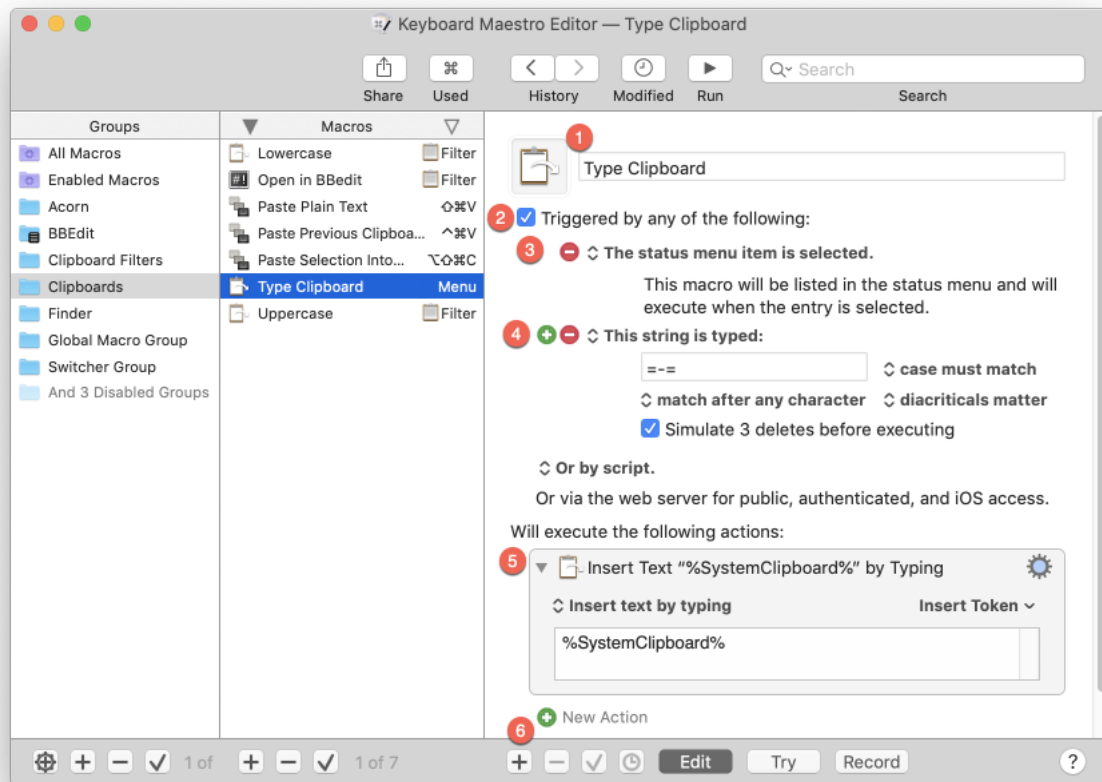 Keyboard Maestro Editor — Type Clipboard
Share
Used
History
Modified
Run
Search
Search
Groups
All Macros
Enabled Macros
Acorn
BBEdit
Clipboard Filters
Clipboards
Finder
Global Macro Group
Switcher Group
And 3 Disabled Groups
Macros
Lowercase Filter
Open in BBedit Filter
Paste Plain Text ⇧⌘V
Paste Previous Clipboa... ^⌘V
Paste Selection Into... ⌥⇧⌘C
Type Clipboard Menu
Uppercase Filter
1
Type Clipboard
2 Triggered by any of the following:
3 The status menu item is selected.
This macro will be listed in the status menu and will
execute when the entry is selected.
4 This string is typed:
=-= case must match
match after any character diacriticals matter
Simulate 3 deletes before executing
Or by script.
Or via the web server for public, authenticated, and iOS access.
Will execute the following actions:
5 Insert Text “%SystemClipboard%” by Typing
Insert text by typing Insert Token
%SystemClipboard%
New Action
6
1 of
1 of 7
Edit
Try
Record
?